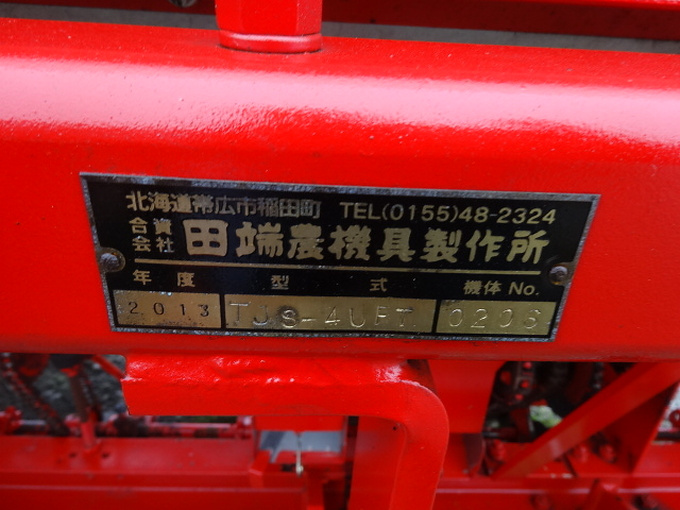 北海道帯広市稲田町 TEL(0155)48-2324
合資会社 田端農機具製作所
年度 型式 機体No.
2013 TJS-4UFT 0206